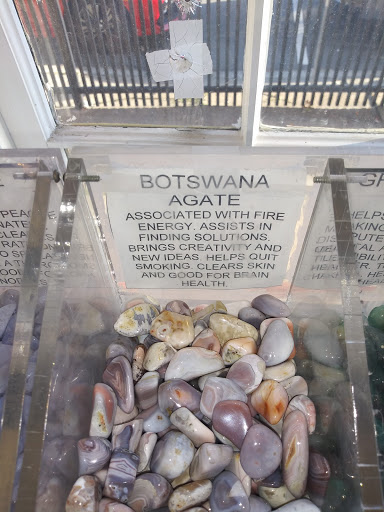 BOTSWANA
AGATE
ASSOCIATED WITH FIRE
ENERGY. ASSISTS IN
FINDING SOLUTIONS.
BRINGS CREATIVITY AND
NEW IDEAS. HELPS QUIT
SMOKING. CLEARS SKIN
AND GOOD FOR BRAIN
HEALTH.